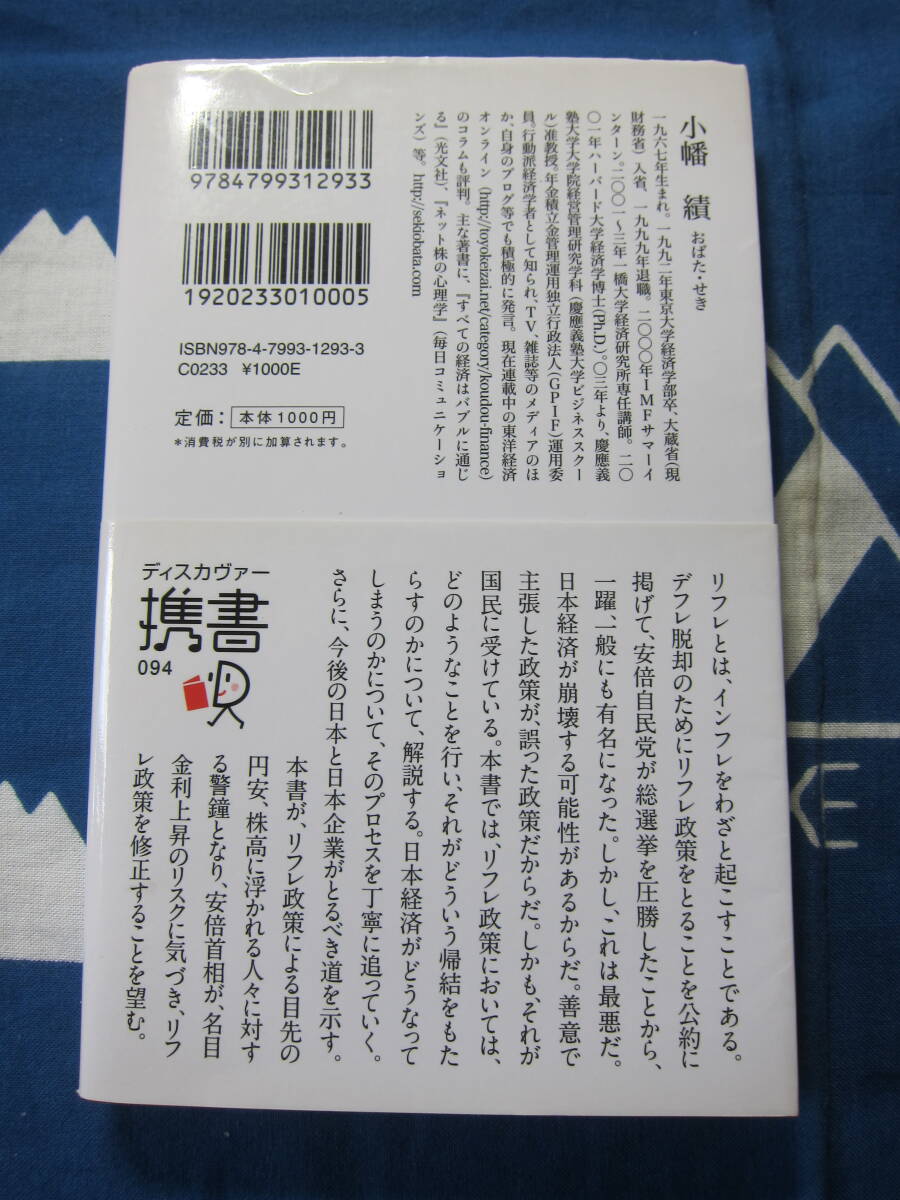 9784799312933
1920233010005
ISBN978-4-7993-1293-3
C0233 ¥1000E
定価:本体1000円
*消費税が別に加算されます。
小幡 績 おばた・せき
一九六七年生まれ。一九九二年東京大学経済学部卒、大蔵省(現
財務省)入省、一九九九年退職。二〇〇〇年IMFサマーイ
ンターン。二〇〇一〜三年一橋大学経済研究所専任講師。二〇
〇一年ハーバード大学経済学博士(Ph.D.)。〇三年より、慶應義
塾大学大学院経営管理研究学科(慶應義塾大学ビジネススクー
ル)准教授。年金積立金管理運用独立行政法人(GPIF)運用委
員。行動派経済学者として知られ、TV、雑誌等のメディアのほ
か、自身のブログ等でも積極的に発言。現在連載中の東洋経済
オンライン(http://toyokeizai.net/category/koudou-finance)
のコラムも評判。主な著書に、『すべての経済はバブルに通じ
る』(光文社)、『ネット株の心理学』(毎日コミュニケーショ
ンズ)等。http://sekiobata.com
リフレとは、インフレをわざと起こすことである。
デフレ脱却のためにリフレ政策をとることを公約に
掲げて、安倍自民党が総選挙を圧勝したことから、
一躍、一般にも有名になった。しかし、これは最悪だ。
日本経済が崩壊する可能性があるからだ。善意で
主張した政策が、誤った政策だからだ。しかも、それが
国民に受けている。本書では、リフレ政策においては、
どのようなことを行い、それがどういう帰結をもた
らすのかについて、解説する。日本経済がどうなって
しまうのかについて、そのプロセスを丁寧に追っていく。
さらに、今後の日本と日本企業がとるべき道を示す。
本書が、リフレ政策による目先の
円安、株高に浮かれる人々に対す
る警鐘となり、安倍首相が、名目
金利上昇のリスクに気づき、リフ
レ政策を修正することを望む。
ディスカヴァー
携書
094